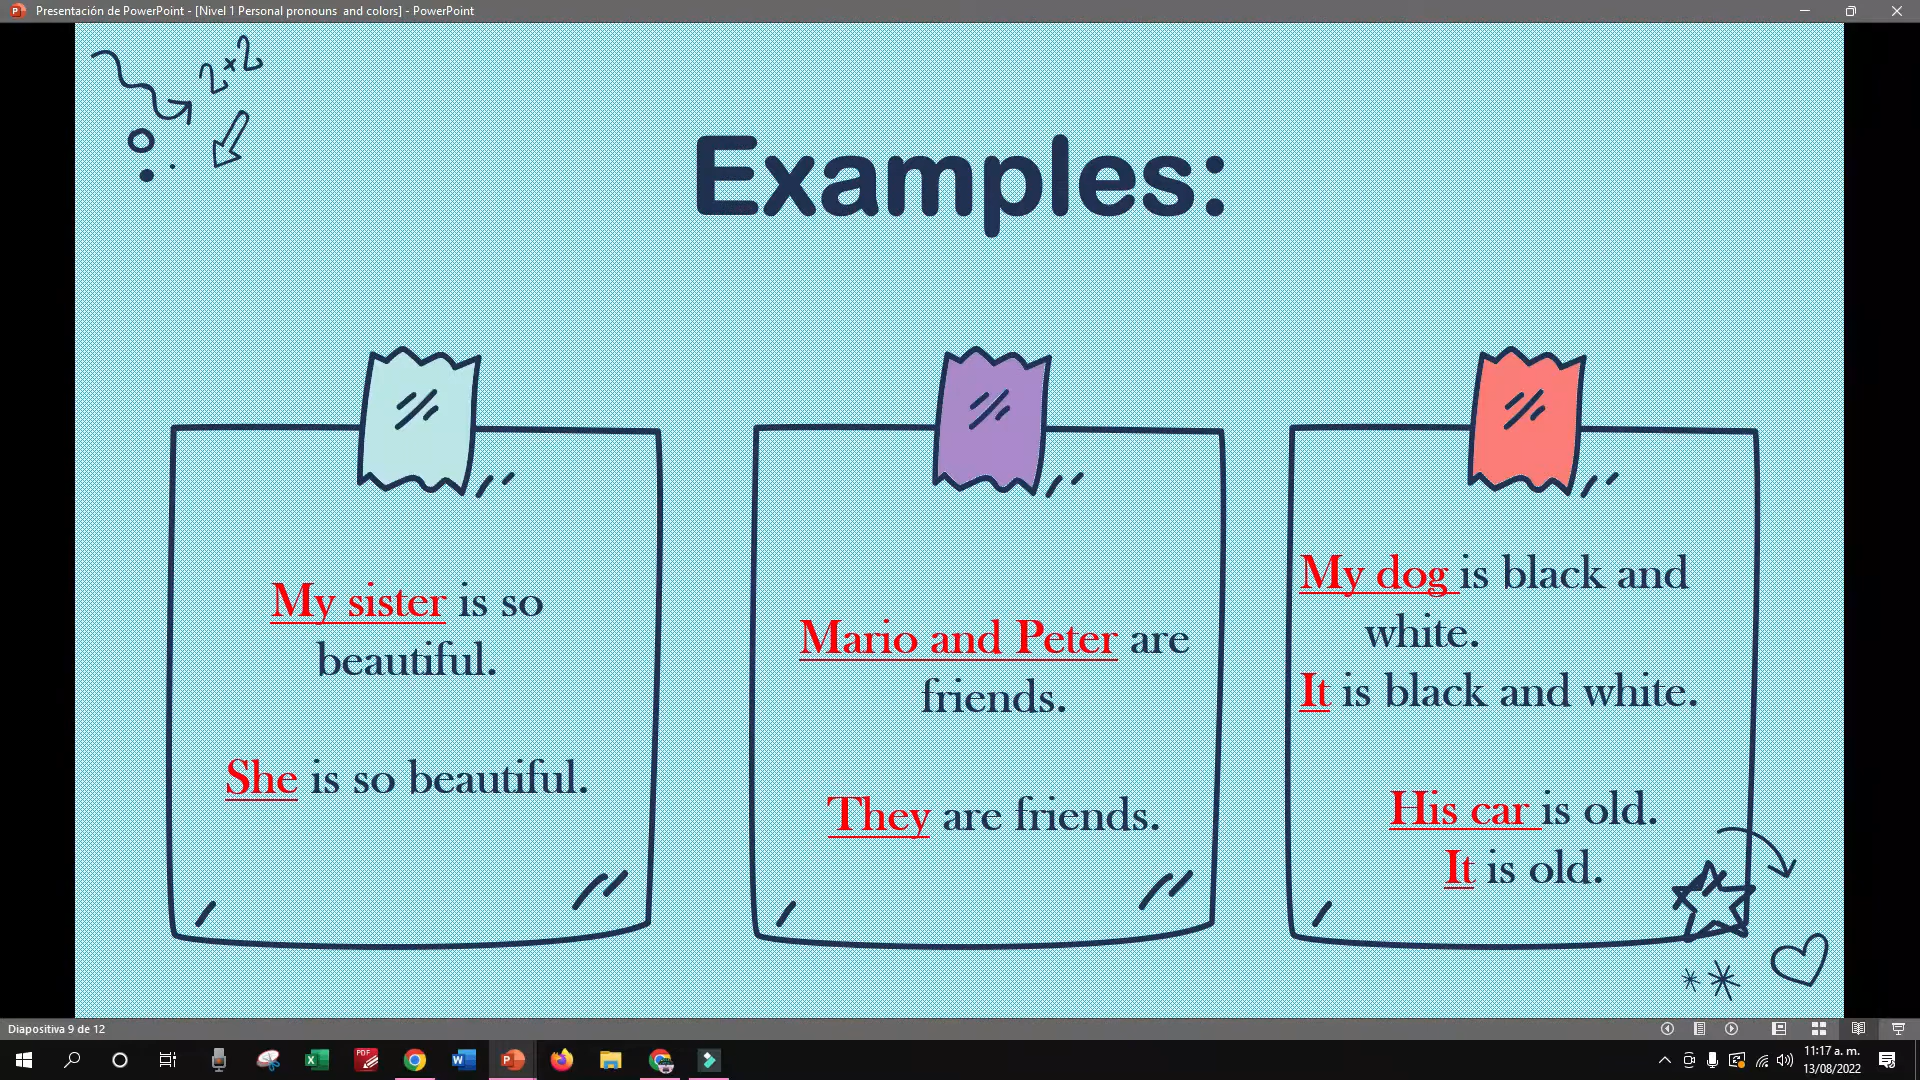 Presentación de PowerPoint - [Nivel 1 Personal pronouns  and colors] - PowerPoint
2x2
Examples:
My sister is so
beautiful.
She is so beautiful.
Mario and Peter are
friends.
They are friends.
My dog is black and
white.
It is black and white.
His car is old.
It is old.
Diapositiva 9 de 12
11:17 a. m.
13/08/2022